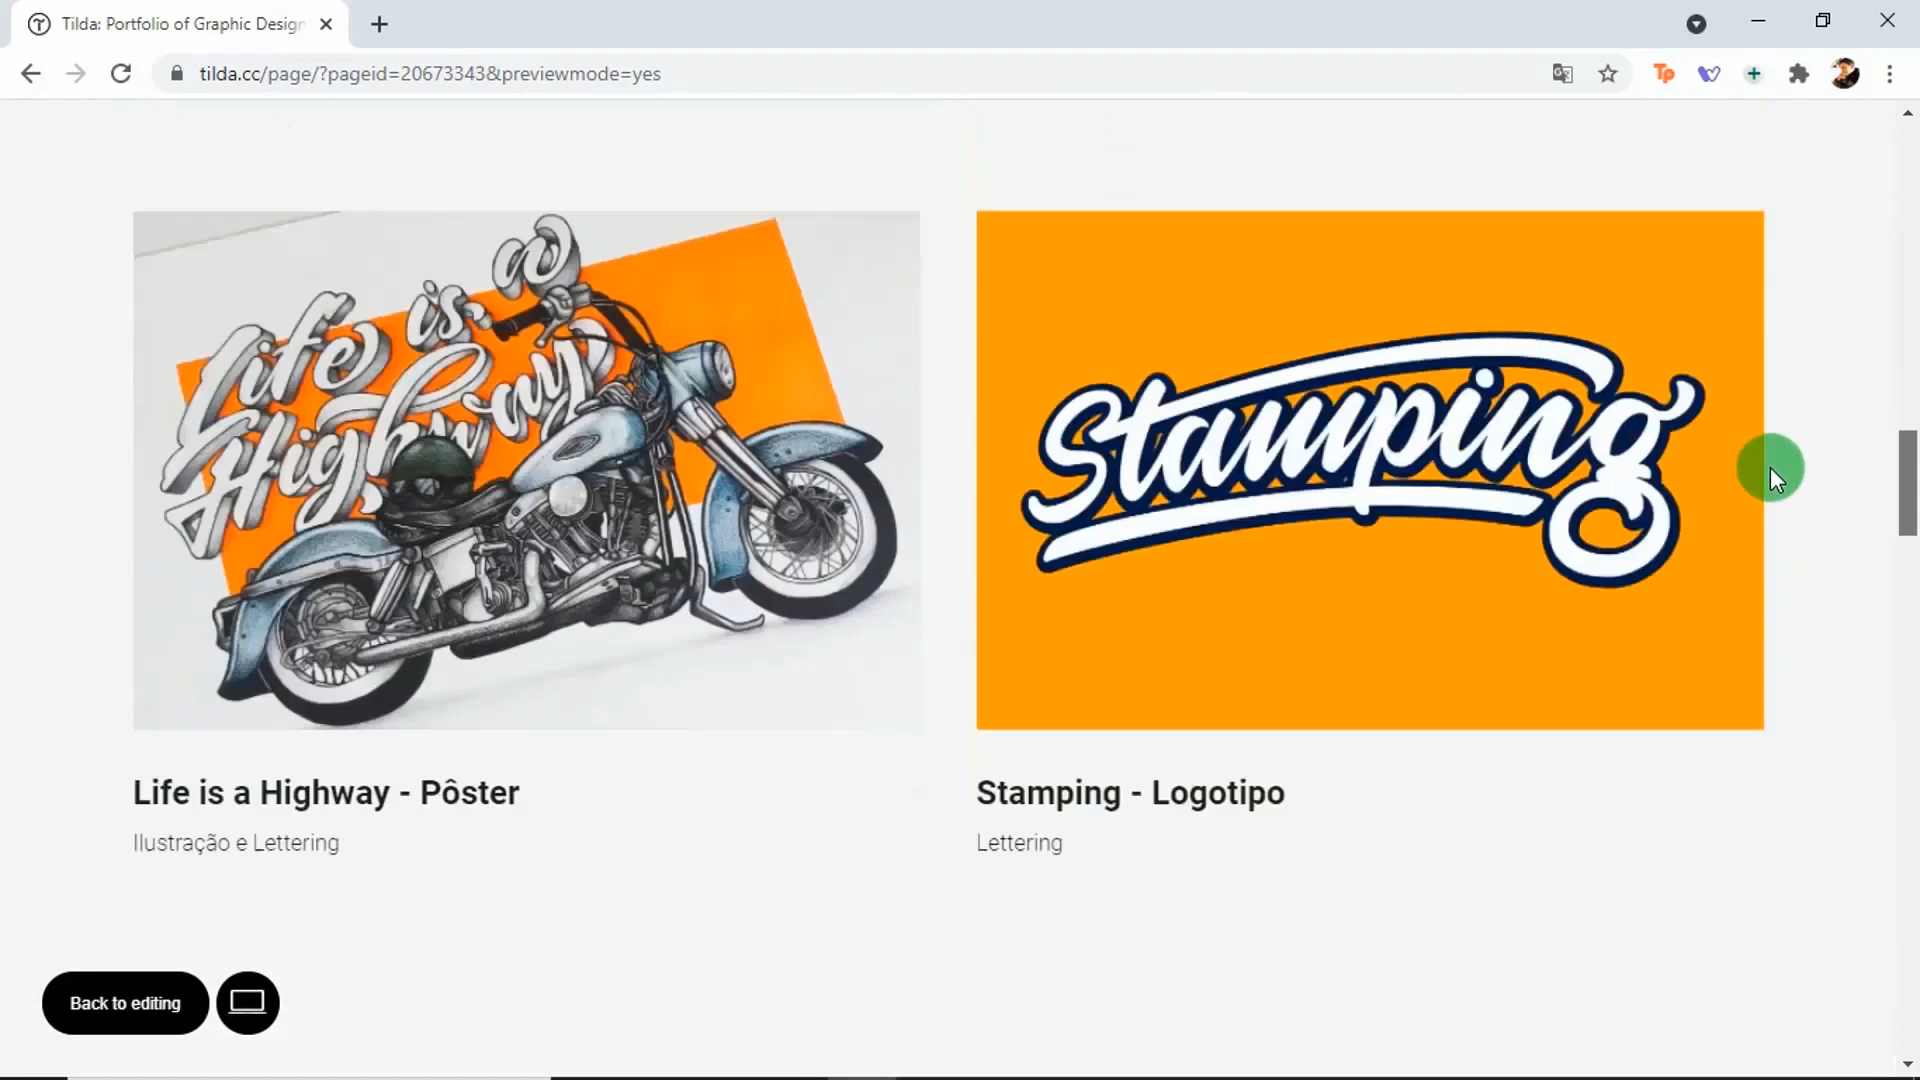 Tilda: Portfolio of Graphic Design
tilda.cc/page/?pageid=20673343&previewmode=yes
Tp
Life is a
Highway
Stamping
Life is a Highway - Pôster
Stamping - Logotipo
Ilustração e Lettering
Lettering
Back to editing